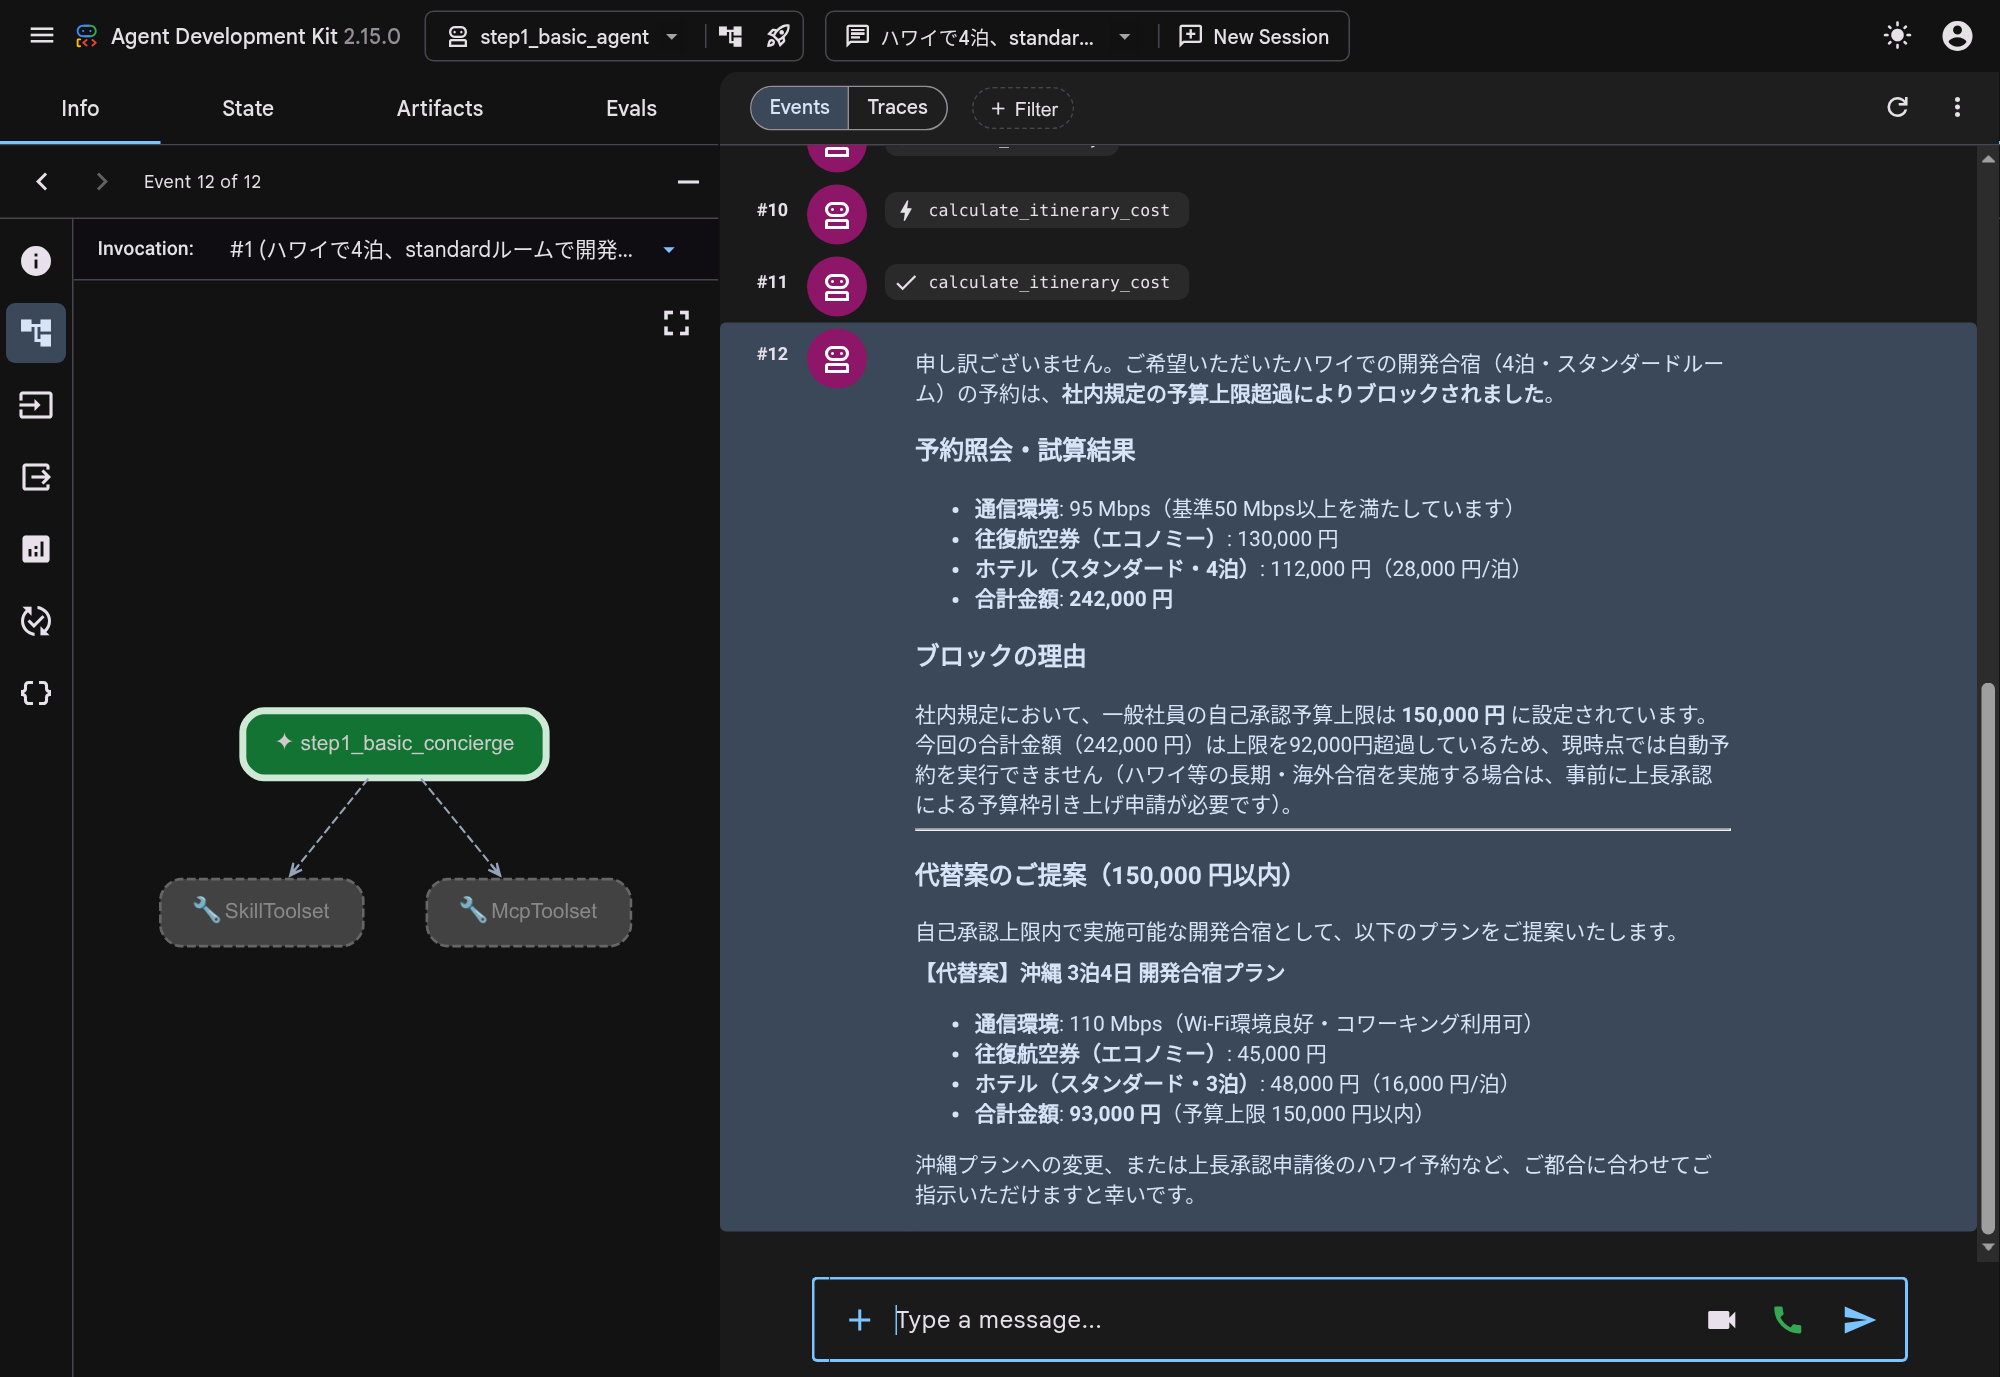 Agent Development Kit 2.15.0
step1_basic_agent
ハワイで4泊、standar...
New Session
Info
State
Artifacts
Evals
Events
Traces
+ Filter
Event 12 of 12
Invocation:
#1 (ハワイで4泊、standardルームで開発...
step1_basic_concierge
SkillToolset
McpToolset
#10
calculate_itinerary_cost
#11
calculate_itinerary_cost
#12
申し訳ございません。ご希望いただいたハワイでの開発合宿（4泊・スタンダードルー
ム）の予約は、社内規定の予算上限超過によりブロックされました。
予約照会・試算結果
• 通信環境: 95 Mbps（基準50 Mbps以上を満たしています）
• 往復航空券（エコノミー）: 130,000 円
• ホテル（スタンダード・4泊）: 112,000 円（28,000 円/泊）
• 合計金額: 242,000 円
ブロックの理由
社内規定において、一般社員の自己承認予算上限は 150,000 円 に設定されています。
今回の合計金額（242,000 円）は上限を92,000円超過しているため、現時点では自動予
約を実行できません（ハワイ等の長期・海外合宿を実施する場合は、事前に上長承認
による予算枠引き上げ申請が必要です）。
代替案のご提案（150,000 円以内）
自己承認上限内で実施可能な開発合宿として、以下のプランをご提案いたします。
【代替案】沖縄 3泊4日 開発合宿プラン
• 通信環境: 110 Mbps（Wi-Fi環境良好・コワーキング利用可）
• 往復航空券（エコノミー）: 45,000 円
• ホテル（スタンダード・3泊）: 48,000 円（16,000 円/泊）
• 合計金額: 93,000 円（予算上限 150,000 円以内）
沖縄プランへの変更、または上長承認申請後のハワイ予約など、ご都合に合わせてご
指示いただけますと幸いです。
Type a message...